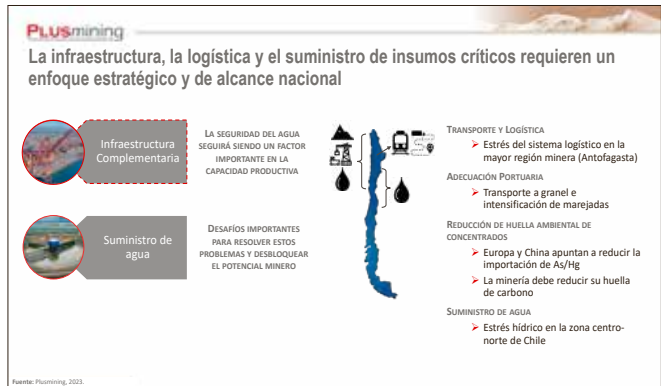 PLUSmining
La infraestructura, la logística y el suministro de insumos críticos requieren un
enfoque estratégico y de alcance nacional
Infraestructura
Complementaria
LA SEGURIDAD DEL AGUA
SEGUIRÁ SIENDO UN FACTOR
IMPORTANTE EN LA
CAPACIDAD PRODUCTIVA
Suministro de
agua
DESAFÍOS IMPORTANTES
PARA RESOLVER ESTOS
PROBLEMAS Y DESBLOQUEAR
EL POTENCIAL MINERO
TRANSPORTE Y LOGÍSTICA
Estrés del sistema logístico en la
mayor región minera (Antofagasta)
ADECUACIÓN PORTUARIA
Transporte a granel e
intensificación de marejadas
REDUCCIÓN DE HUELLA AMBIENTAL DE
CONCENTRADOS
Europa y China apuntan a reducir la
importación de As/Hg
La minería debe reducir su huella
de carbono
SUMINISTRO DE AGUA
Estrés hídrico en la zona centro-
norte de Chile
Fuente: Plusmining, 2023.